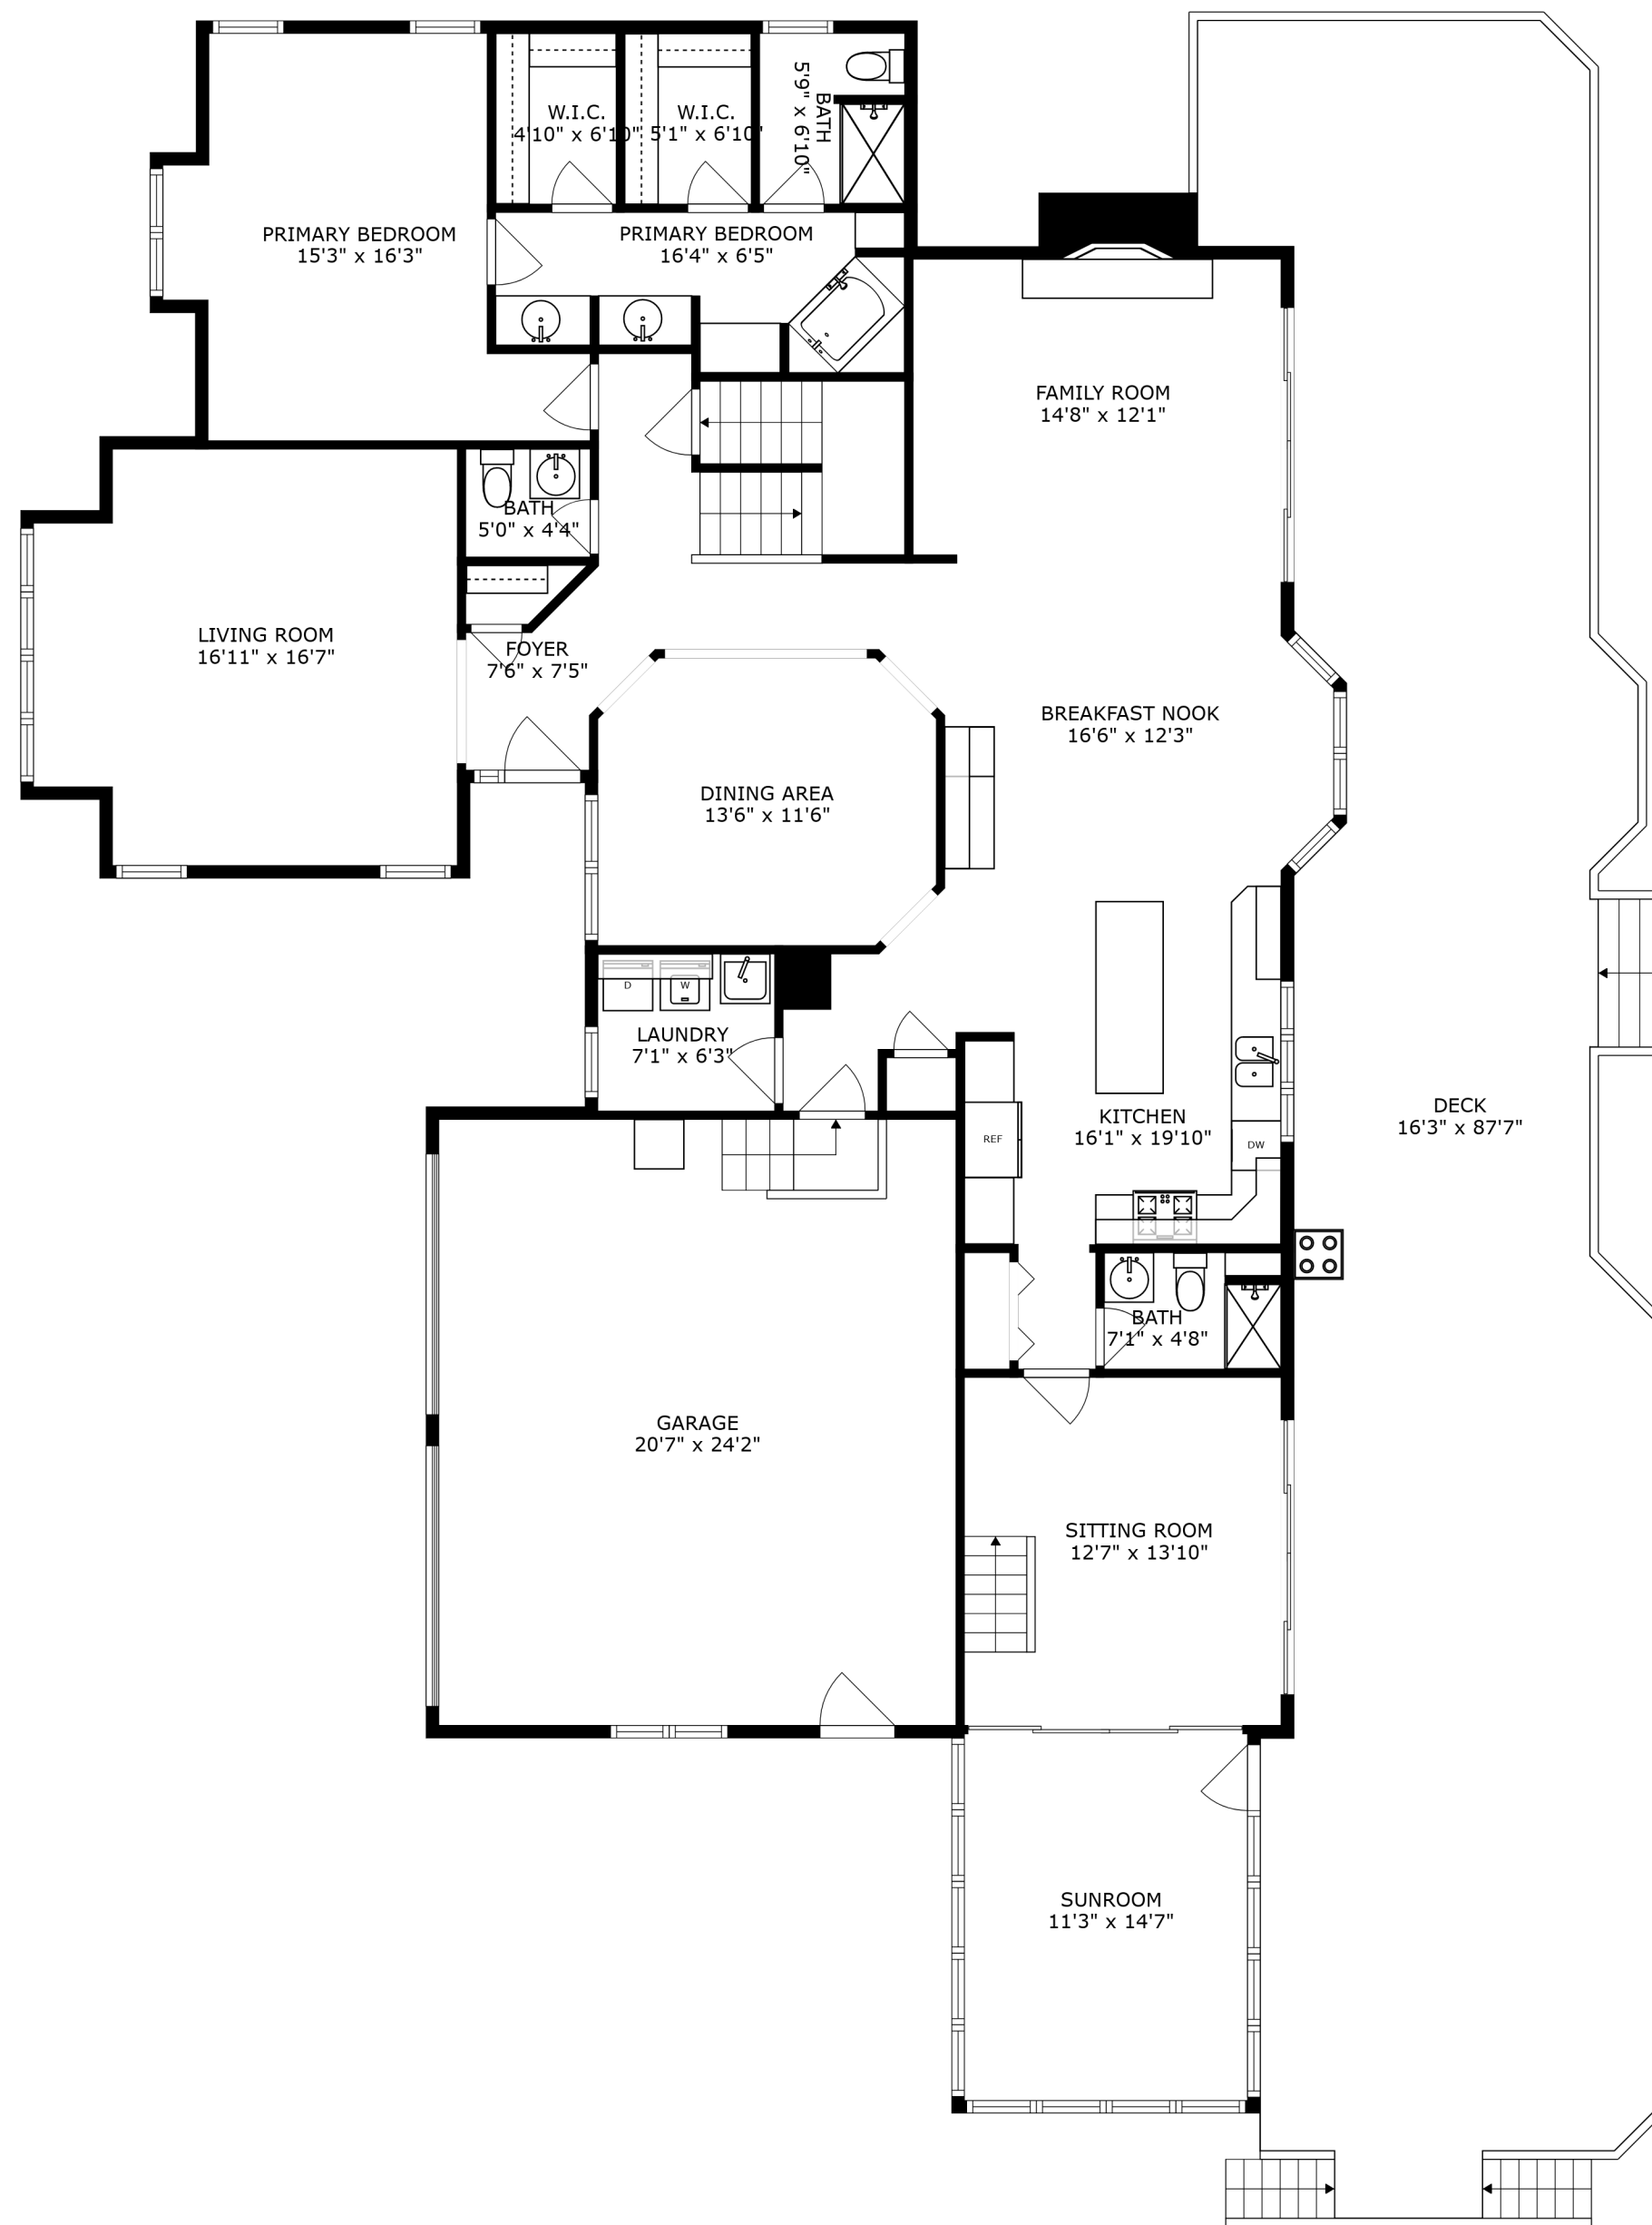 W.I.C.
4'10" x 6'10"
W.I.C.
5'1" x 6'10"
BATH
5'9" x 6'10"
PRIMARY BEDROOM
15'3" x 16'3"
PRIMARY BEDROOM
16'4" x 6'5"
FAMILY ROOM
14'8" x 12'1"
BATH
5'0" x 4'4"
LIVING ROOM
16'11" x 16'7"
FOYER
7'6" x 7'5"
BREAKFAST NOOK
16'6" x 12'3"
DINING AREA
13'6" x 11'6"
D
W
LAUNDRY
7'1" x 6'3"
DECK
16'3" x 87'7"
KITCHEN
16'1" x 19'10"
REF
DW
BATH
7'1" x 4'8"
GARAGE
20'7" x 24'2"
SITTING ROOM
12'7" x 13'10"
SUNROOM
11'3" x 14'7"